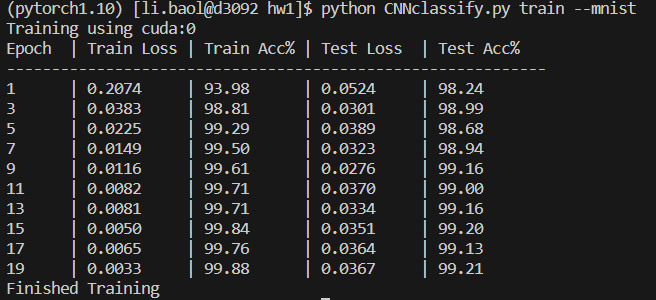 (pytorch1.10) [li.baol@d3092 hw1]$ python CNNclassify.py train --mnist
Training using cuda:0
Epoch | Train Loss | Train Acc% | Test Loss | Test Acc%
------------------------------------------------------------
1 | 0.2074 | 93.98 | 0.0524 | 98.24
3 | 0.0383 | 98.81 | 0.0301 | 98.99
5 | 0.0225 | 99.29 | 0.0389 | 98.68
7 | 0.0149 | 99.50 | 0.0323 | 98.94
9 | 0.0116 | 99.61 | 0.0276 | 99.16
11 | 0.0082 | 99.71 | 0.0370 | 99.00
13 | 0.0081 | 99.71 | 0.0334 | 99.16
15 | 0.0050 | 99.84 | 0.0351 | 99.20
17 | 0.0065 | 99.76 | 0.0364 | 99.13
19 | 0.0033 | 99.88 | 0.0367 | 99.21
Finished Training